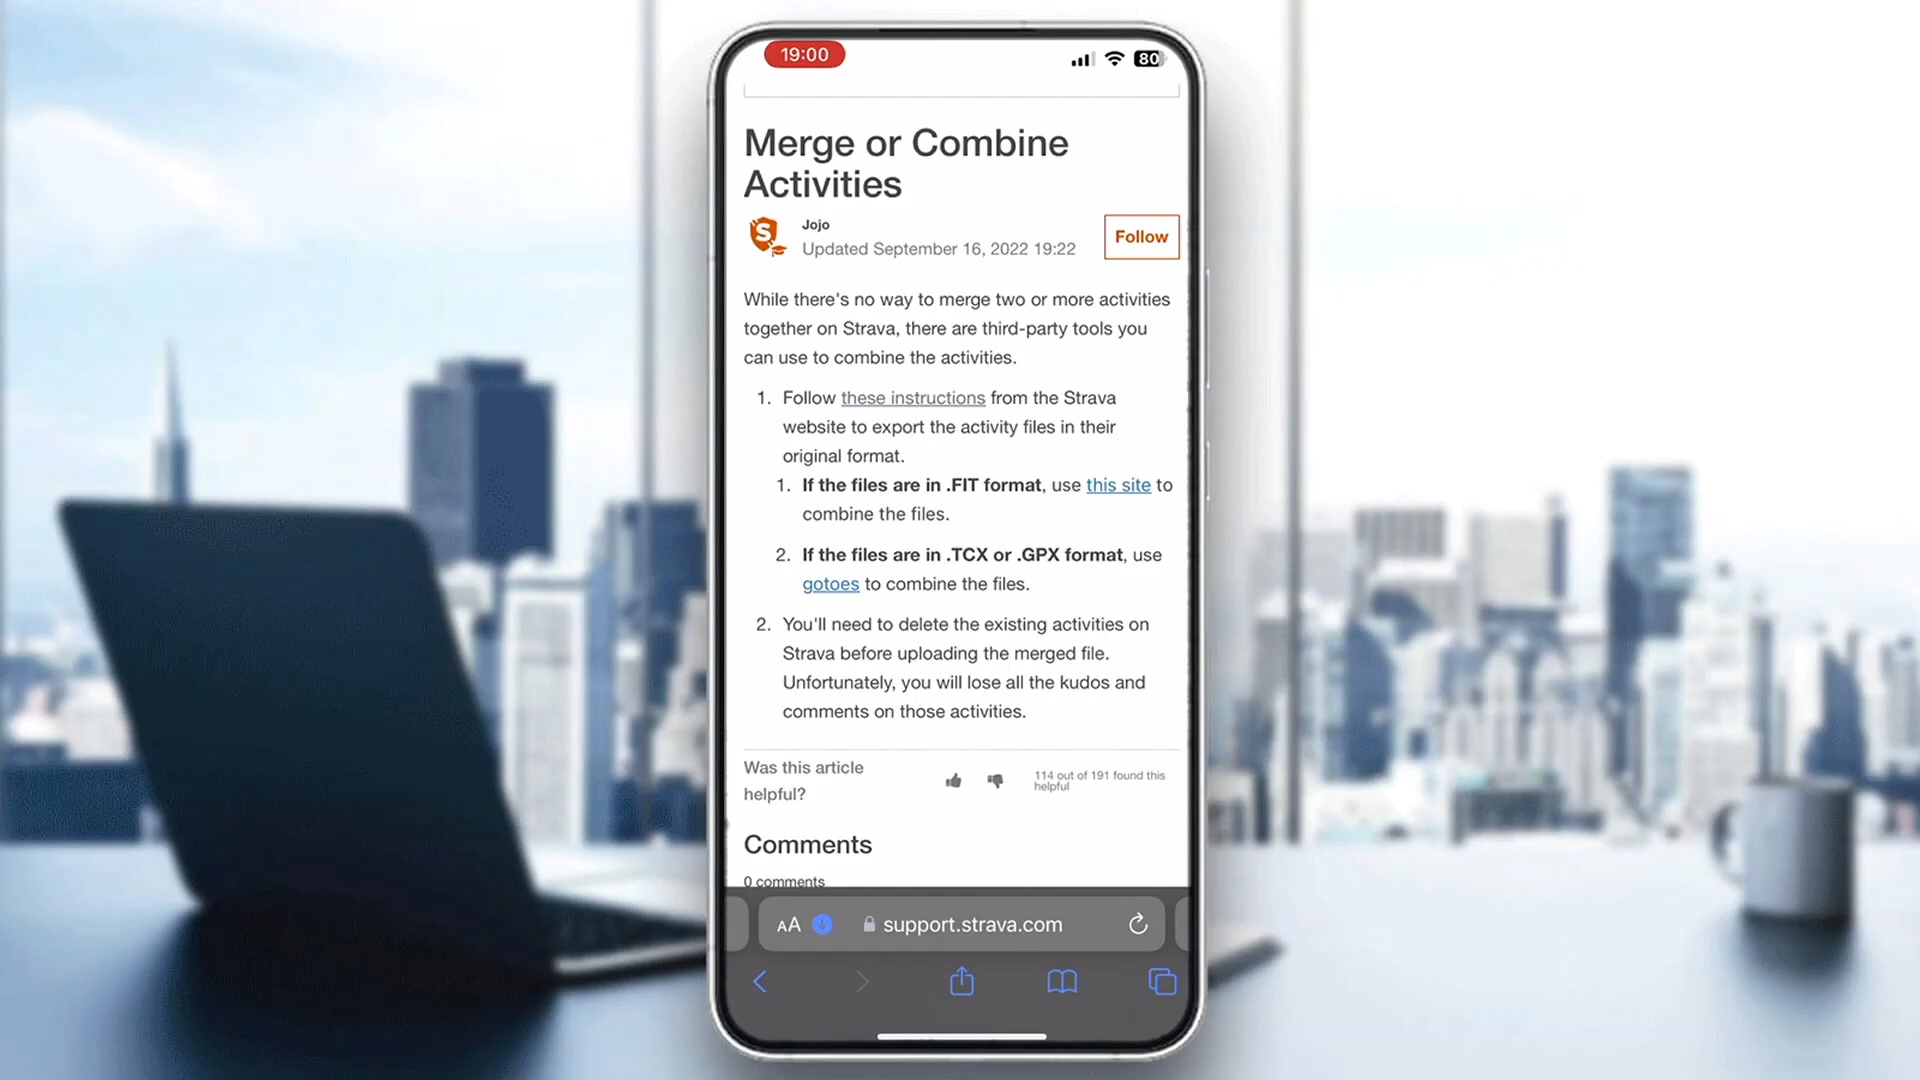 19:00
80
Merge or Combine
Activities
S
Jojo
Updated September 16, 2022 19:22
Follow
While there's no way to merge two or more activities
together on Strava, there are third-party tools you
can use to combine the activities.
1. Follow these instructions from the Strava
website to export the activity files in their
original format.
1. If the files are in .FIT format, use this site to
combine the files.
2. If the files are in .TCX or .GPX format, use
gotoes to combine the files.
2. You'll need to delete the existing activities on
Strava before uploading the merged file.
Unfortunately, you will lose all the kudos and
comments on those activities.
Was this article
helpful?
114 out of 191 found this
helpful
Comments
0 comments
AA
support.strava.com